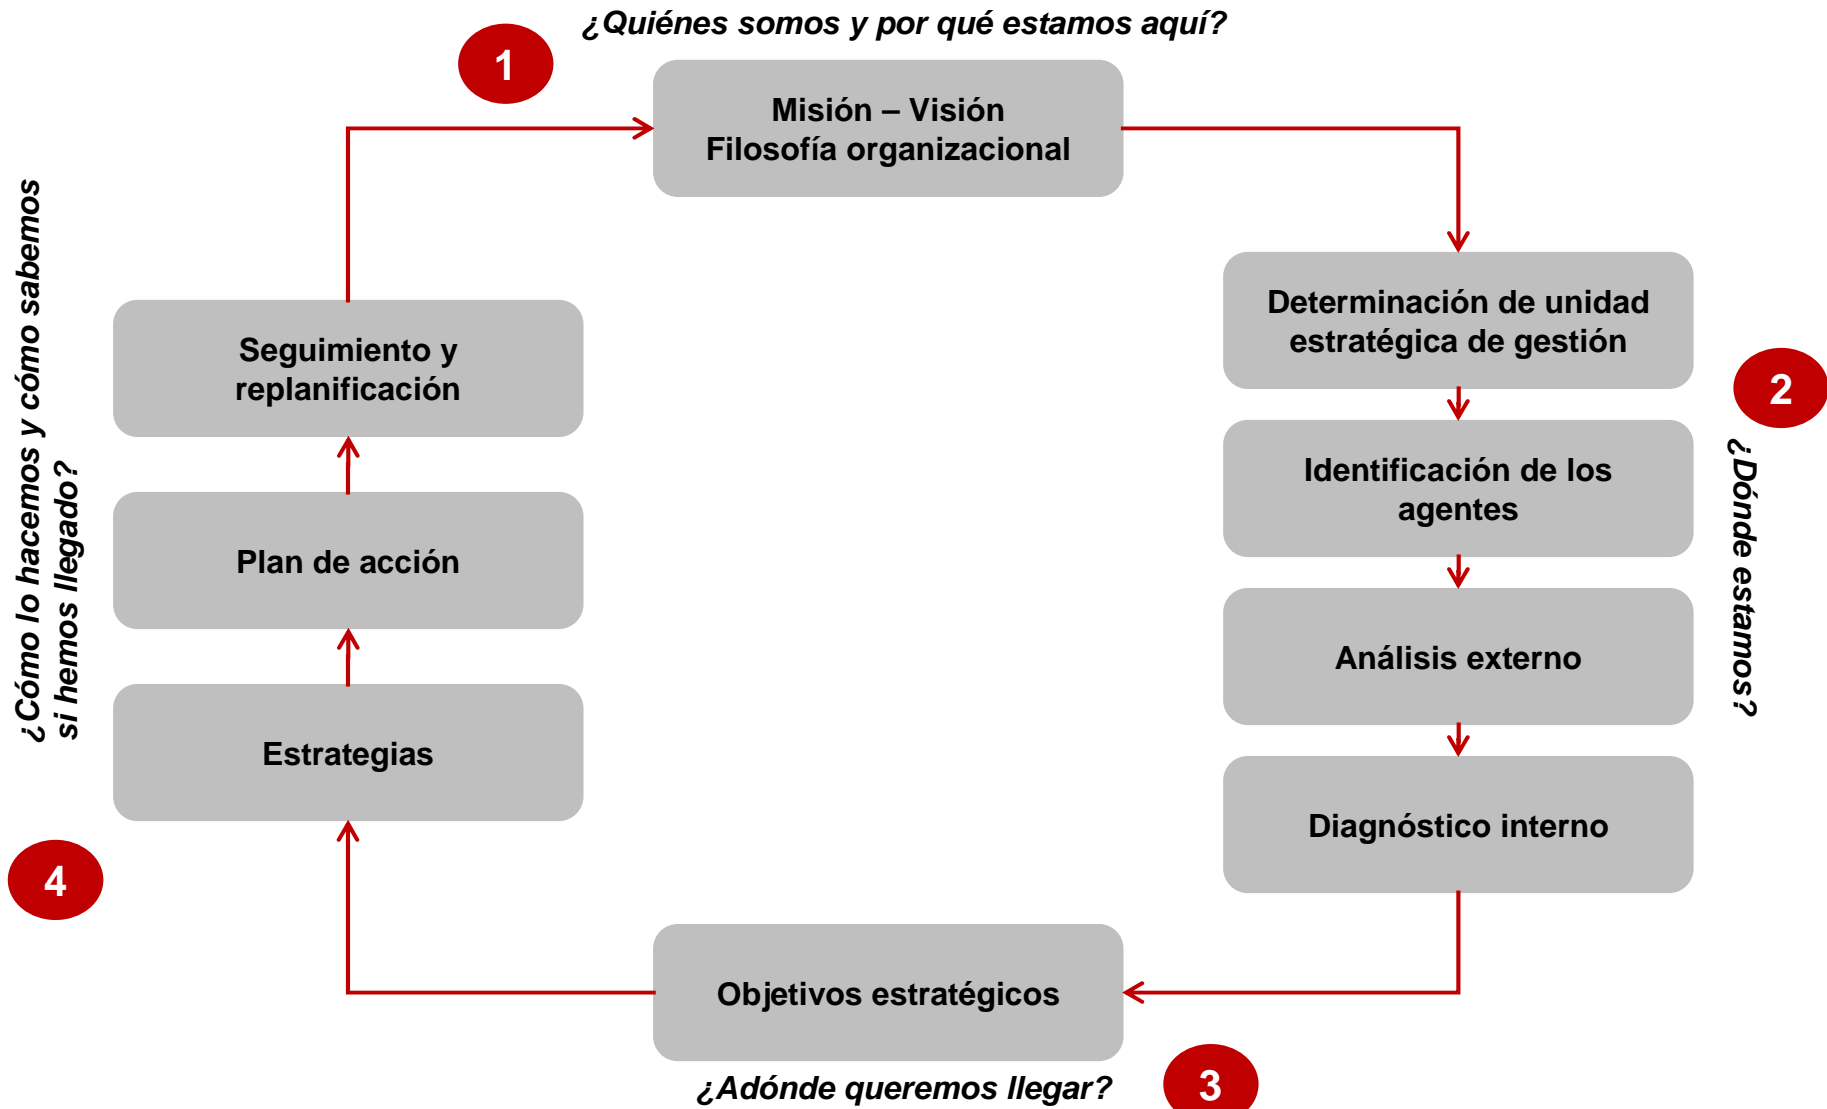 ¿Quiénes somos y por qué estamos aquí?
1
Misión – Visión
Filosofía organizacional
Determinación de unidad
estratégica de gestión
2
¿Dónde estamos?
Identificación de los
agentes
Análisis externo
Diagnóstico interno
Objetivos estratégicos
¿Adónde queremos llegar?
3
4
¿Cómo lo hacemos y cómo sabemos
si hemos llegado?
Estrategias
Plan de acción
Seguimiento y
replanificación